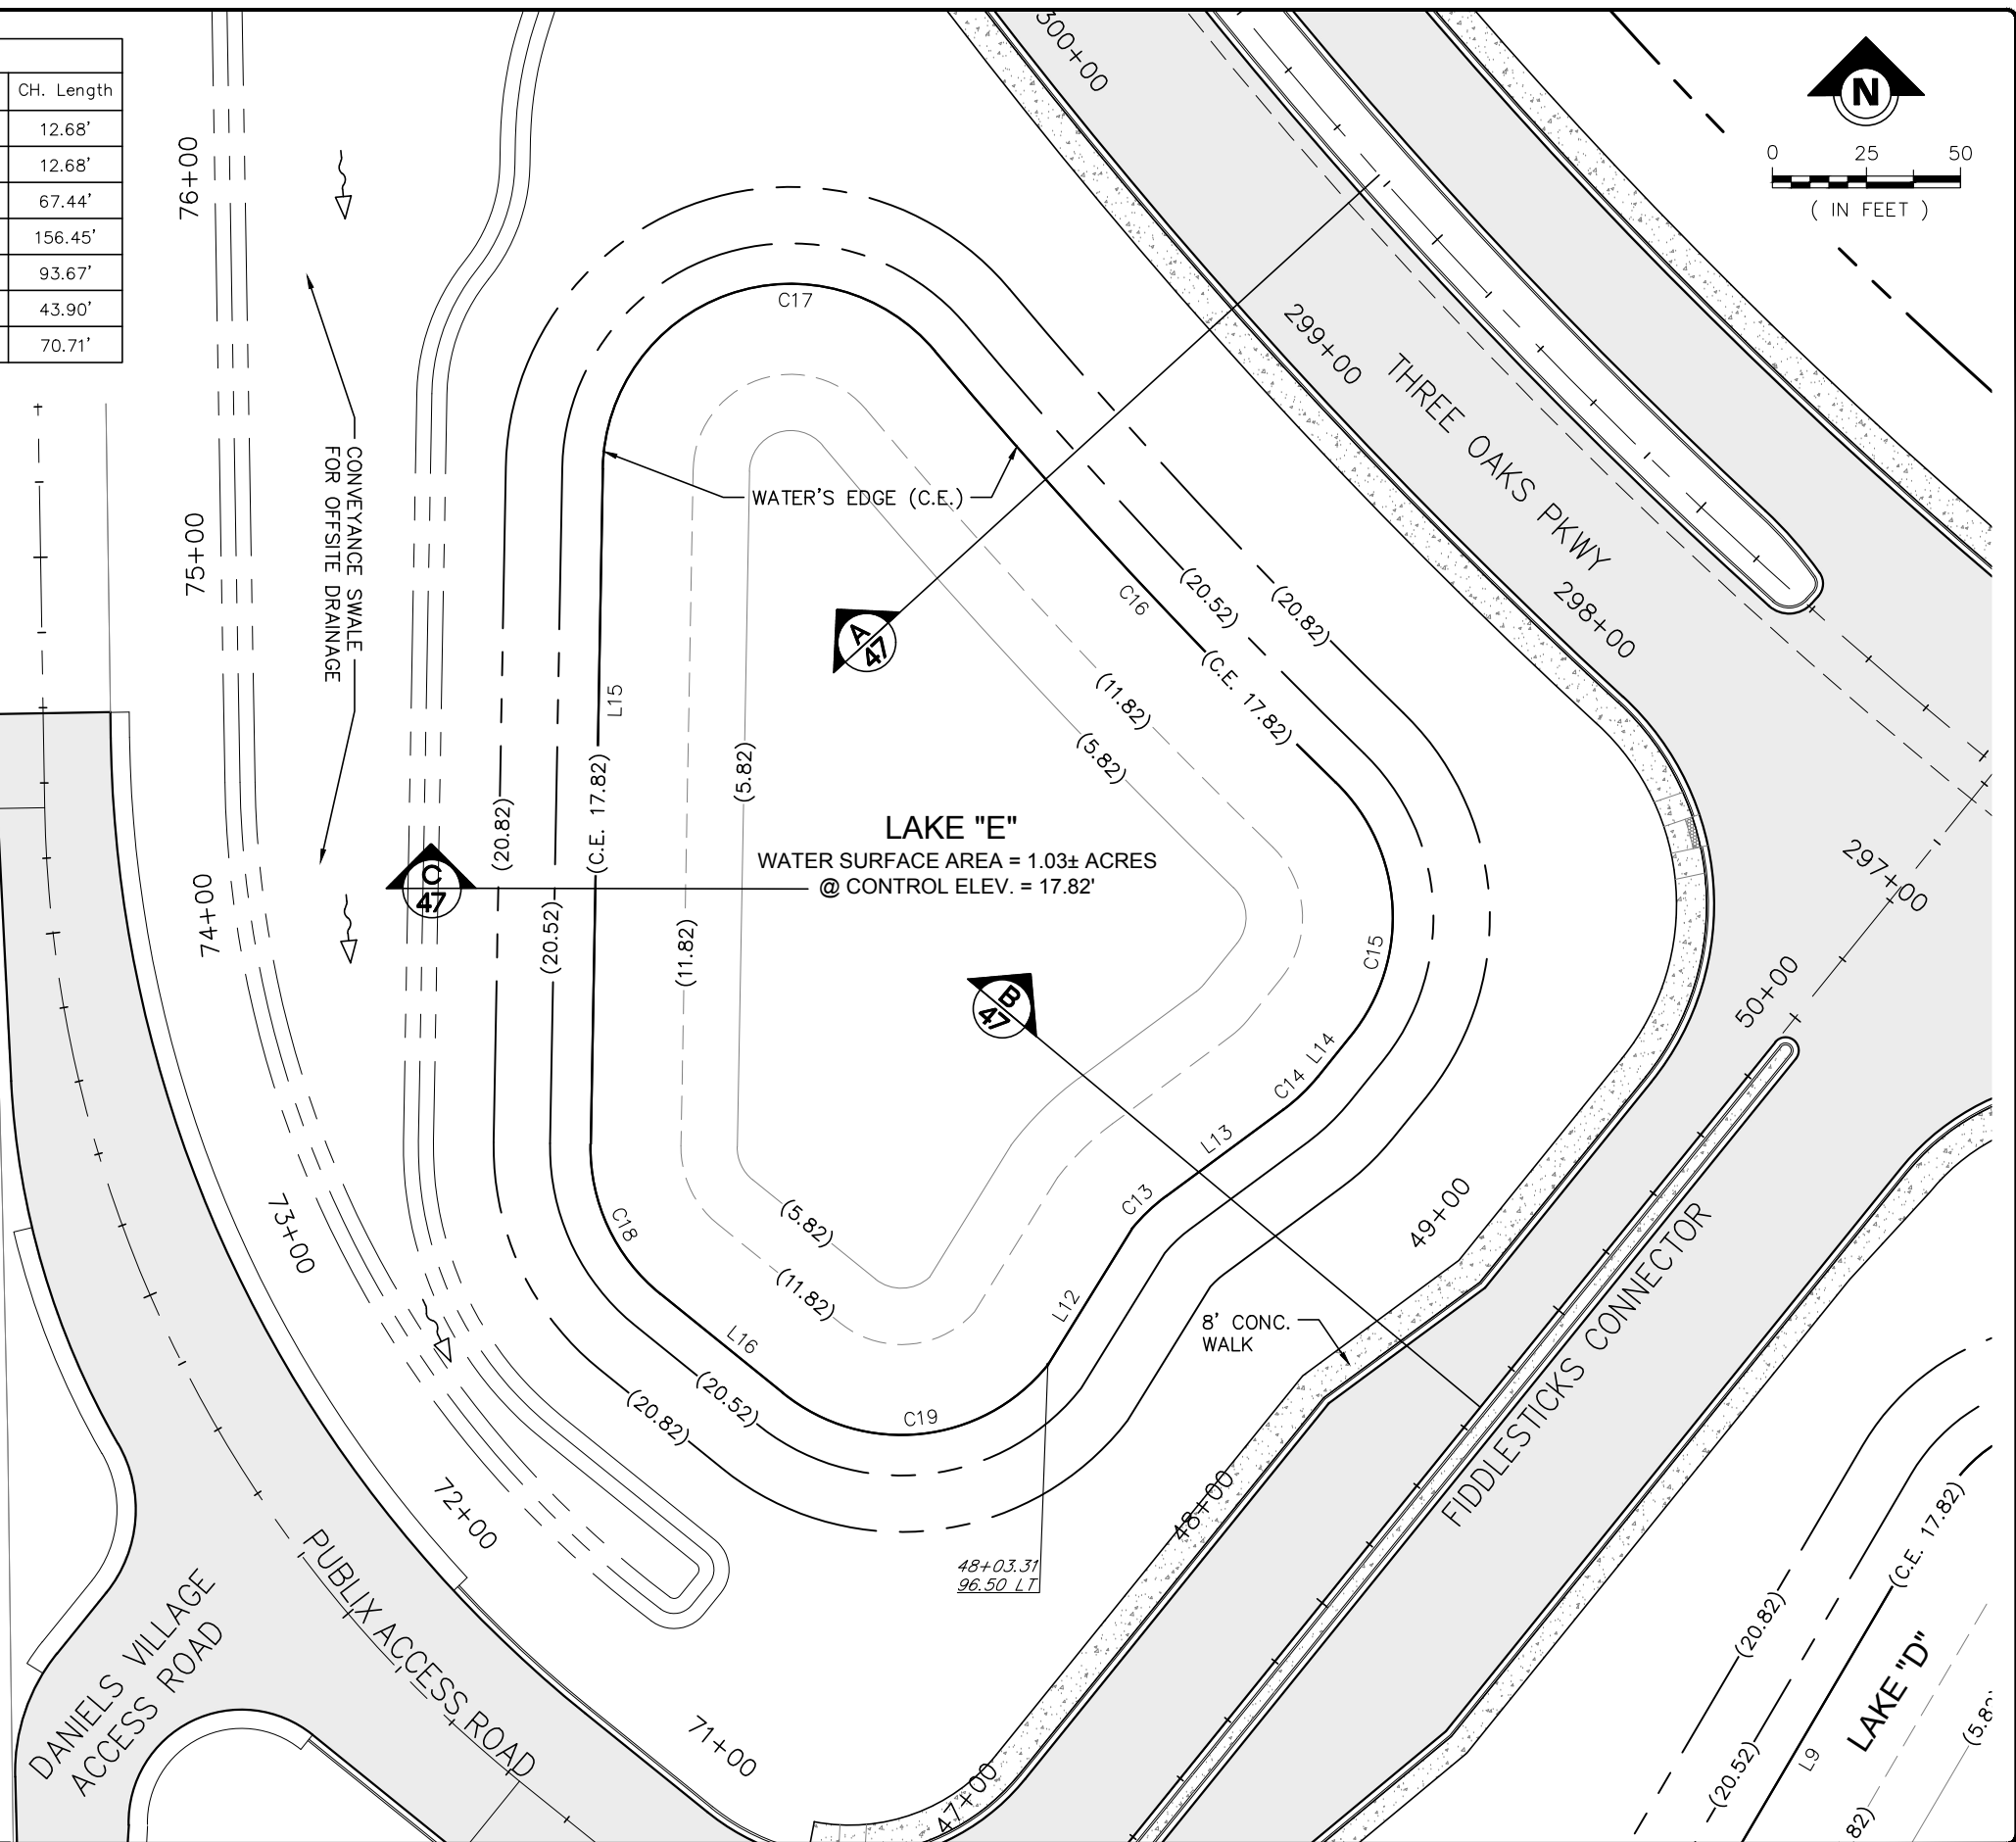 CH. Length
12.68'
12.68'
67.44'
156.45'
93.67'
43.90'
70.71'
N
0 25 50
( IN FEET )
300+00
299+00
298+00
297+00
THREE OAKS PKWY
76+00
75+00
74+00
73+00
72+00
71+00
CONVEYANCE SWALE
FOR OFFSITE DRAINAGE
C17
WATER'S EDGE (C.E.)
C16
(20.52)
(20.82)
(C.E. 17.82)
(11.82)
(5.82)
A
47
L15
(5.82)
(C.E. 17.82)
(20.82)
(20.52)
(11.82)
LAKE "E"
WATER SURFACE AREA = 1.03± ACRES
@ CONTROL ELEV. = 17.82'
C
47
B
47
C15
L14
C14
L13
C13
L12
C18
L16
C19
(5.82)
(11.82)
(20.52)
(20.82)
8' CONC.
WALK
48+03.31
96.50 LT
50+00
49+00
48+00
47+00
FIDDLESTICKS CONNECTOR
PUBLIX ACCESS ROAD
DANIELS VILLAGE
ACCESS ROAD
(C.E. 17.82)
(20.82)
(20.52)
L9
LAKE "D"
(5.82
82)